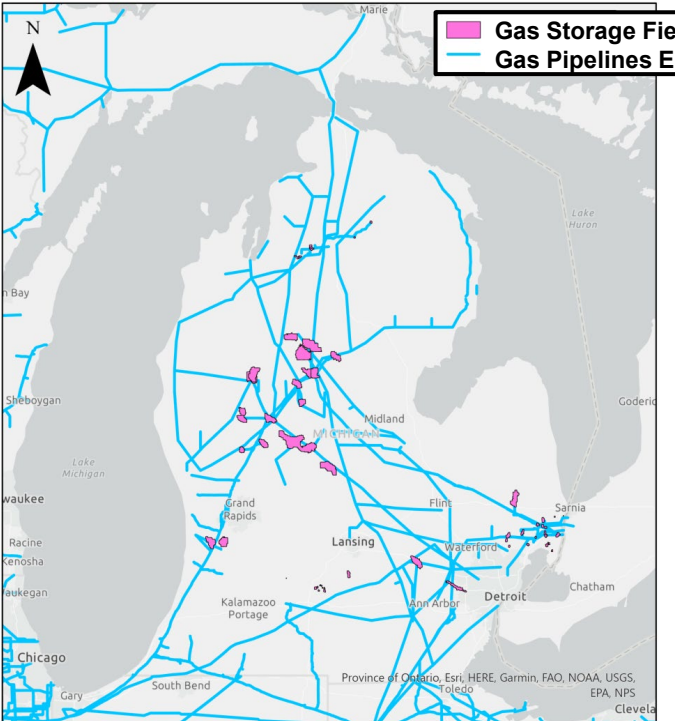 Marie
N
Gas Storage Fie
Gas Pipelines E
Lake
Huron
n Bay
Sheboygan
Goderic
Midland
MICHIGAN
Lake
Michigan
waukee
Grand
Rapids
Flint
Sarnia
Racine
Lansing
Waterford
Kenosha
aukegan
Kalamazoo
Portage
Ann Arbor
Detroit
Chatham
Chicago
Gary
South Bend
Province of Ontario, Esri, HERE, Garmin, FAO, NOAA, USGS,
EPA, NPS
Toledo
Clevela